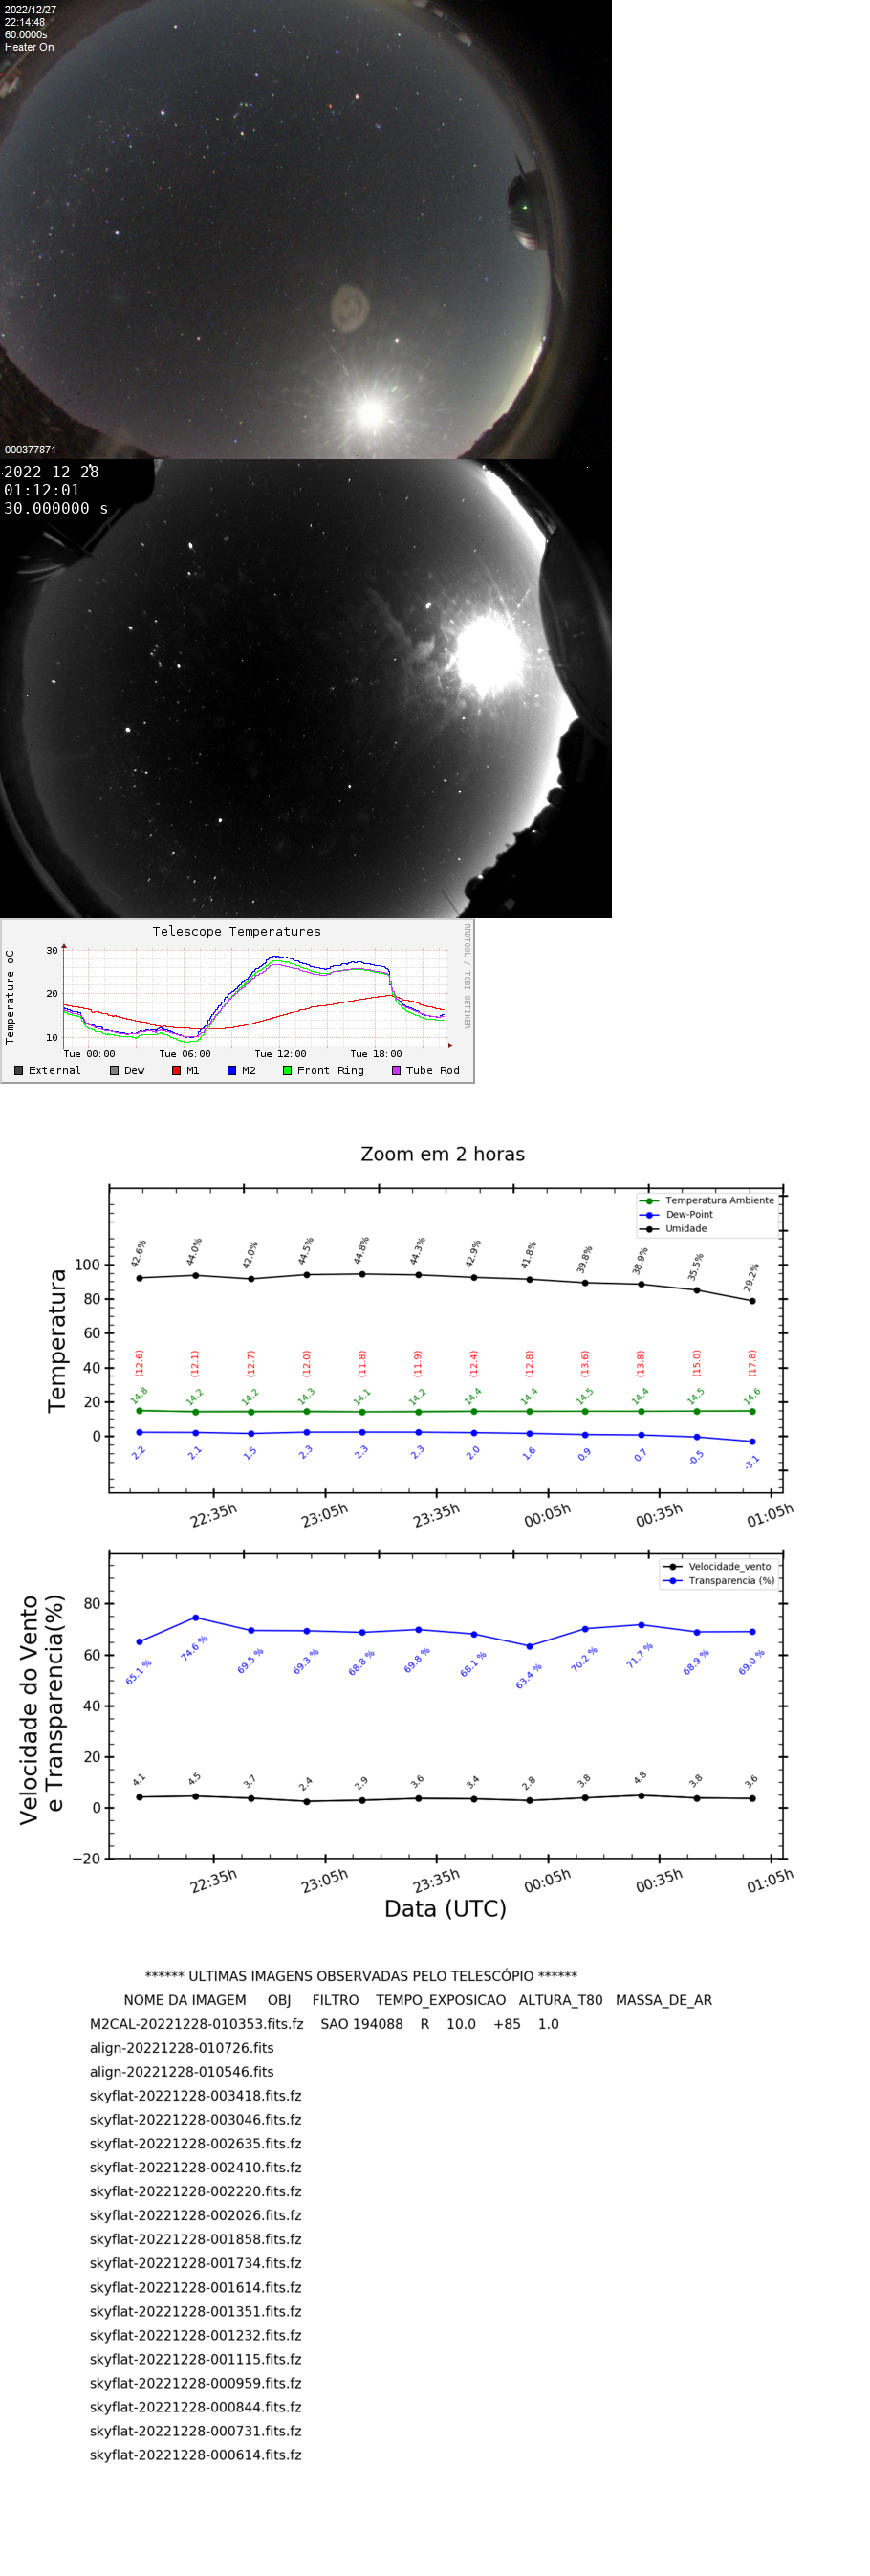 2022/12/27
22:14:48
60.0000s
Heater On
000377871
2022-12-28
01:12:01
30.000000 s
Telescope Temperatures
RRDTOOL / TOBI OETIKER
Temperature oC
30
20
10
Tue 00:00 Tue 06:00 Tue 12:00 Tue 18:00
External Dew M1 M2 Front Ring Tube Rod
Zoom em 2 horas
Temperatura Ambiente
Dew-Point
Umidade
Temperatura
100
80
60
40
20
0
42.6% 44.0% 42.0% 44.5% 44.8% 44.3% 42.9% 41.8% 39.8% 38.9% 35.5% 29.2%
(12.6) (12.1) (12.7) (12.0) (11.8) (11.9) (12.4) (12.8) (13.6) (13.8) (15.0) (17.8)
14.8 14.2 14.2 14.3 14.1 14.2 14.4 14.4 14.5 14.4 14.5 14.6
2.2 2.1 1.5 2.3 2.3 2.3 2.0 1.6 0.9 0.7 -0.5 -3.1
22:35h 23:05h 23:35h 00:05h 00:35h 01:05h
Velocidade_vento
Transparencia (%)
Velocidade do Vento
e Transparencia(%)
80
60
40
20
0
−20
65.1 % 74.6 % 69.5 % 69.3 % 68.8 % 69.8 % 68.1 % 63.4 % 70.2 % 71.7 % 68.9 % 69.0 %
4.1 4.5 3.7 2.4 2.9 3.6 3.4 2.8 3.8 4.8 3.8 3.6
22:35h 23:05h 23:35h 00:05h 00:35h 01:05h
Data (UTC)
****** ULTIMAS IMAGENS OBSERVADAS PELO TELESCÓPIO ******
NOME DA IMAGEM OBJ FILTRO TEMPO_EXPOSICAO ALTURA_T80 MASSA_DE_AR
M2CAL-20221228-010353.fits.fz SAO 194088 R 10.0 +85 1.0
align-20221228-010726.fits
align-20221228-010546.fits
skyflat-20221228-003418.fits.fz
skyflat-20221228-003046.fits.fz
skyflat-20221228-002635.fits.fz
skyflat-20221228-002410.fits.fz
skyflat-20221228-002220.fits.fz
skyflat-20221228-002026.fits.fz
skyflat-20221228-001858.fits.fz
skyflat-20221228-001734.fits.fz
skyflat-20221228-001614.fits.fz
skyflat-20221228-001351.fits.fz
skyflat-20221228-001232.fits.fz
skyflat-20221228-001115.fits.fz
skyflat-20221228-000959.fits.fz
skyflat-20221228-000844.fits.fz
skyflat-20221228-000731.fits.fz
skyflat-20221228-000614.fits.fz